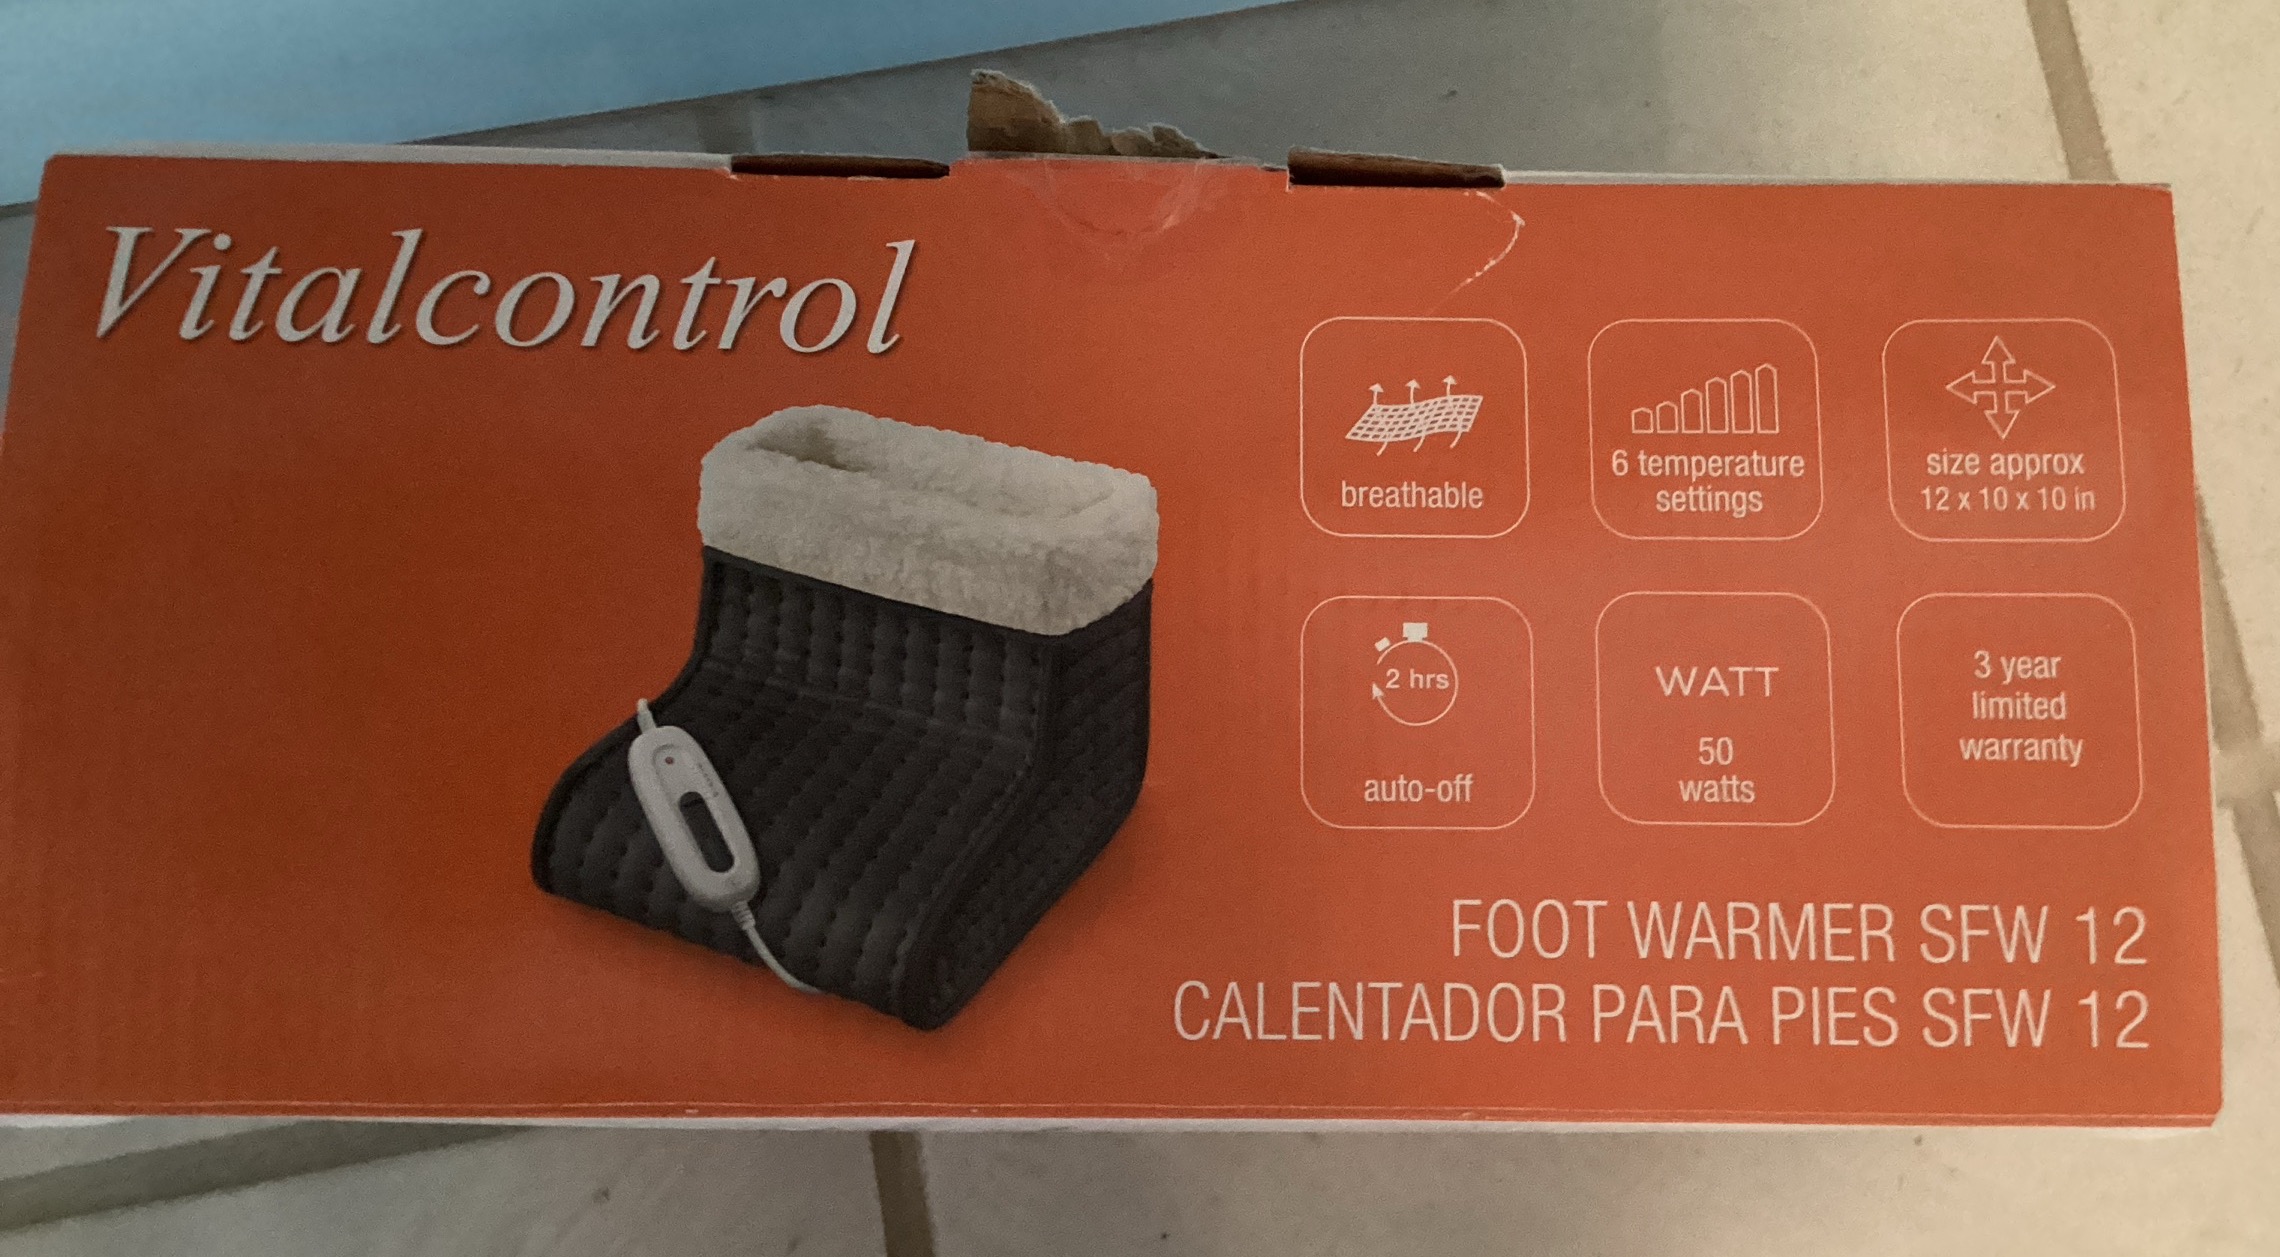 Vitalcontrol
breathable
6 temperature
settings
size approx
12 x 10 x 10 in
2 hrs
auto-off
WATT
50
watts
3 year
limited
warranty
FOOT WARMER SFW 12
CALENTADOR PARA PIES SFW 12